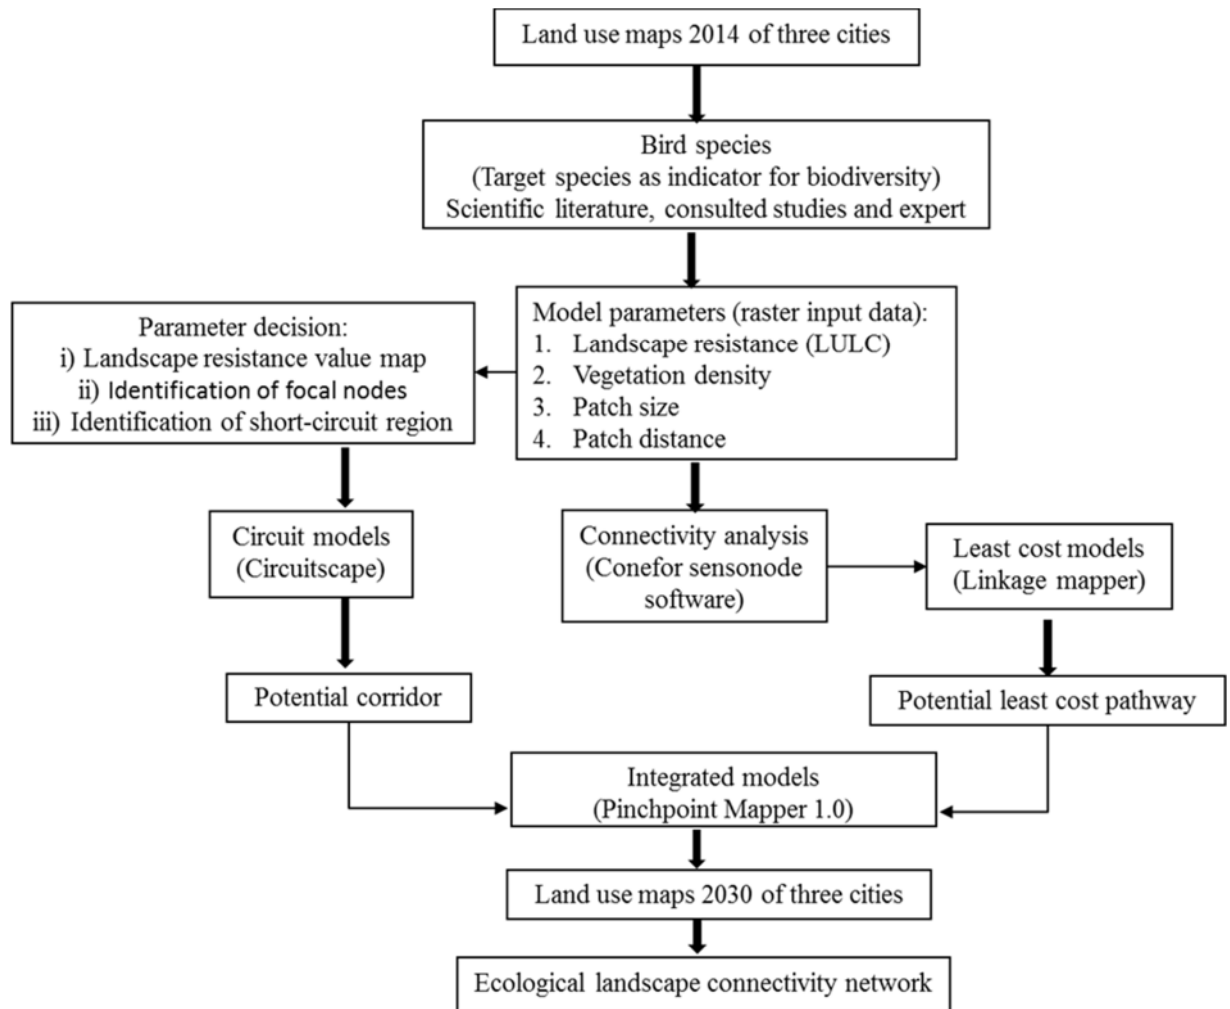 Land use maps 2014 of three cities
Bird species
(Target species as indicator for biodiversity)
Scientific literature, consulted studies and expert
Model parameters (raster input data):
1. Landscape resistance (LULC)
2. Vegetation density
3. Patch size
4. Patch distance
Parameter decision:
i) Landscape resistance value map
ii) Identification of focal nodes
iii) Identification of short-circuit region
Circuit models
(Circuitscape)
Connectivity analysis
(Conefor sensonode
software)
Least cost models
(Linkage mapper)
Potential corridor
Potential least cost pathway
Integrated models
(Pinchpoint Mapper 1.0)
Land use maps 2030 of three cities
Ecological landscape connectivity network